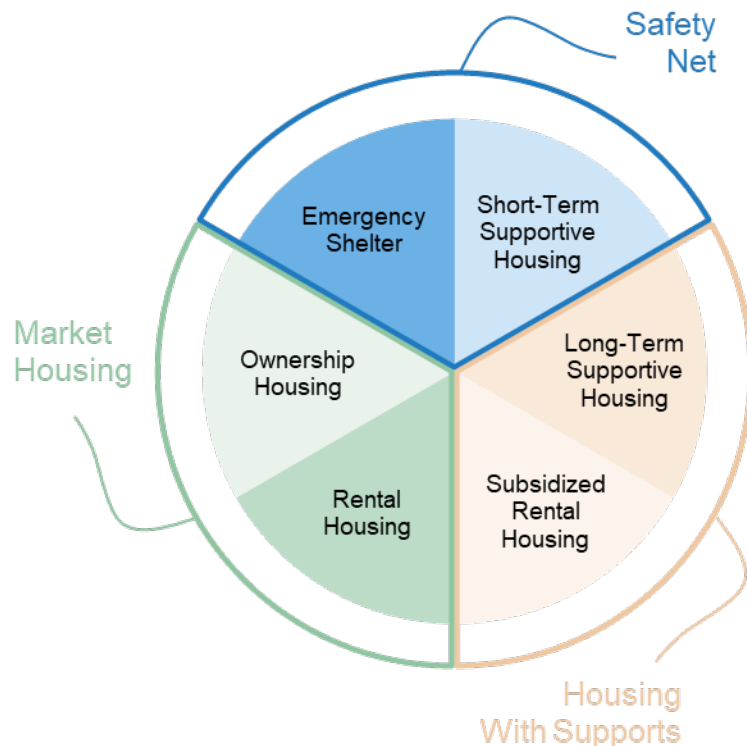 Safety
Net
Emergency
Shelter
Short-Term
Supportive
Housing
Market
Housing
Ownership
Housing
Long-Term
Supportive
Housing
Rental
Housing
Subsidized
Rental
Housing
Housing
With Supports